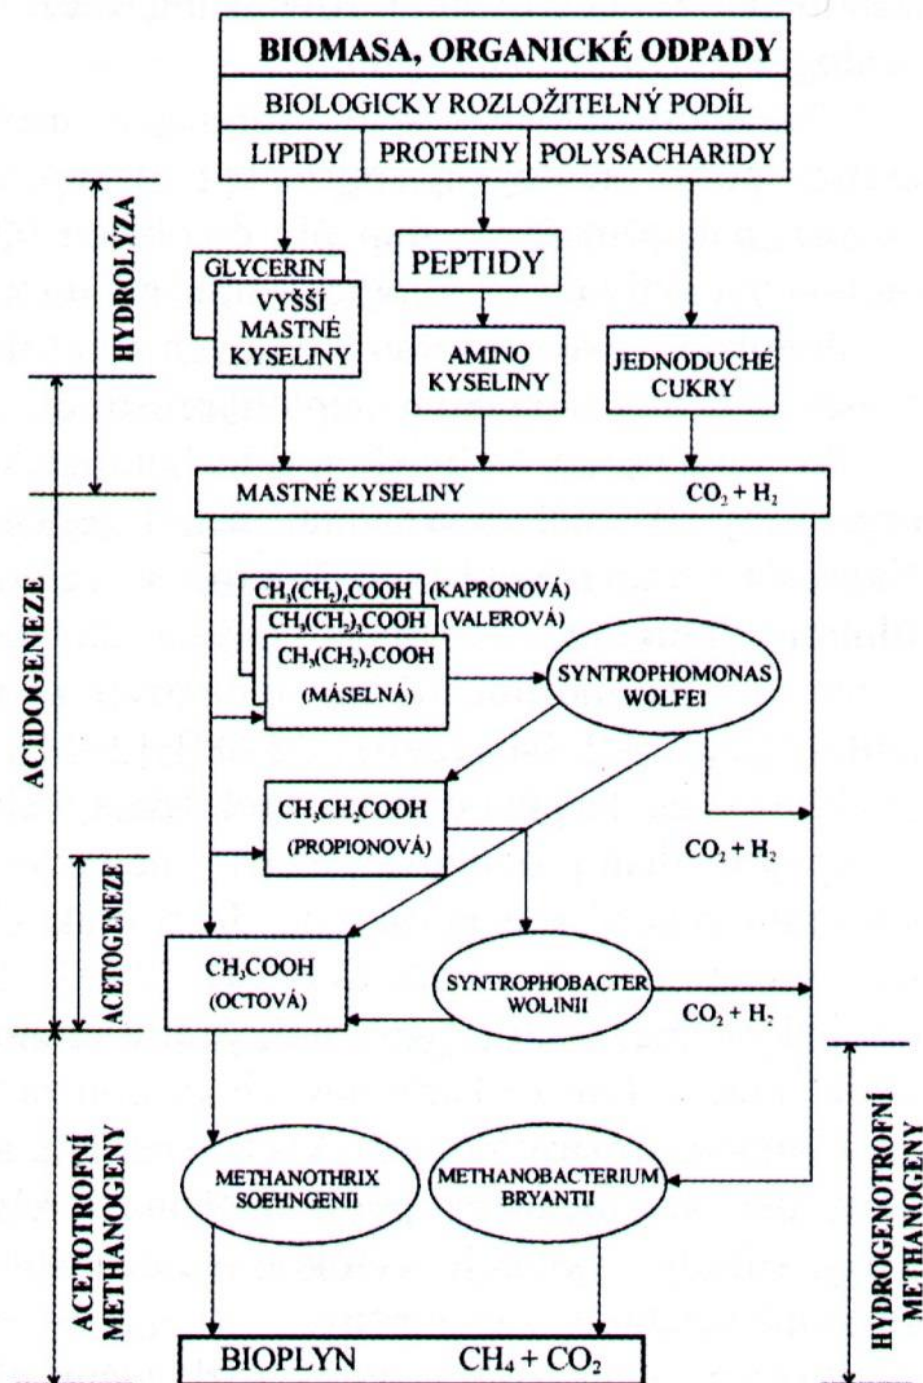 BIOMASA, ORGANICKÉ ODPADY
BIOLOGICKY ROZLOŽITELNÝ PODÍL
LIPIDY PROTEINY POLYSACHARIDY
HYDROLÝZA
GLYCERIN
VYŠŠÍ
MASTNÉ
KYSELINY
PEPTIDY
AMINO
KYSELINY
JEDNODUCHÉ
CUKRY
MASTNÉ KYSELINY CO₂ + H₂
ACIDOGENEZE
CH₃(CH₂)₄COOH (KAPRONOVÁ)
CH₃(CH₂)₃COOH (VALEROVÁ)
CH₃(CH₂)₂COOH
(MÁSELNÁ)
SYNTROPHOMONAS
WOLFEI
CH₃CH₂COOH
(PROPIONOVÁ)
CO₂ + H₂
ACETOGENEZE
CH₃COOH
(OCTOVÁ)
SYNTROPHOBACTER
WOLINII
CO₂ + H₂
ACETOTROFNÍ
METHANOGENY
METHANOTHRIX
SOEHNGENII
METHANOBACTERIUM
BRYANTII
HYDROGENOTROFNÍ
METHANOGENY
BIOPLYN CH₄ + CO₂